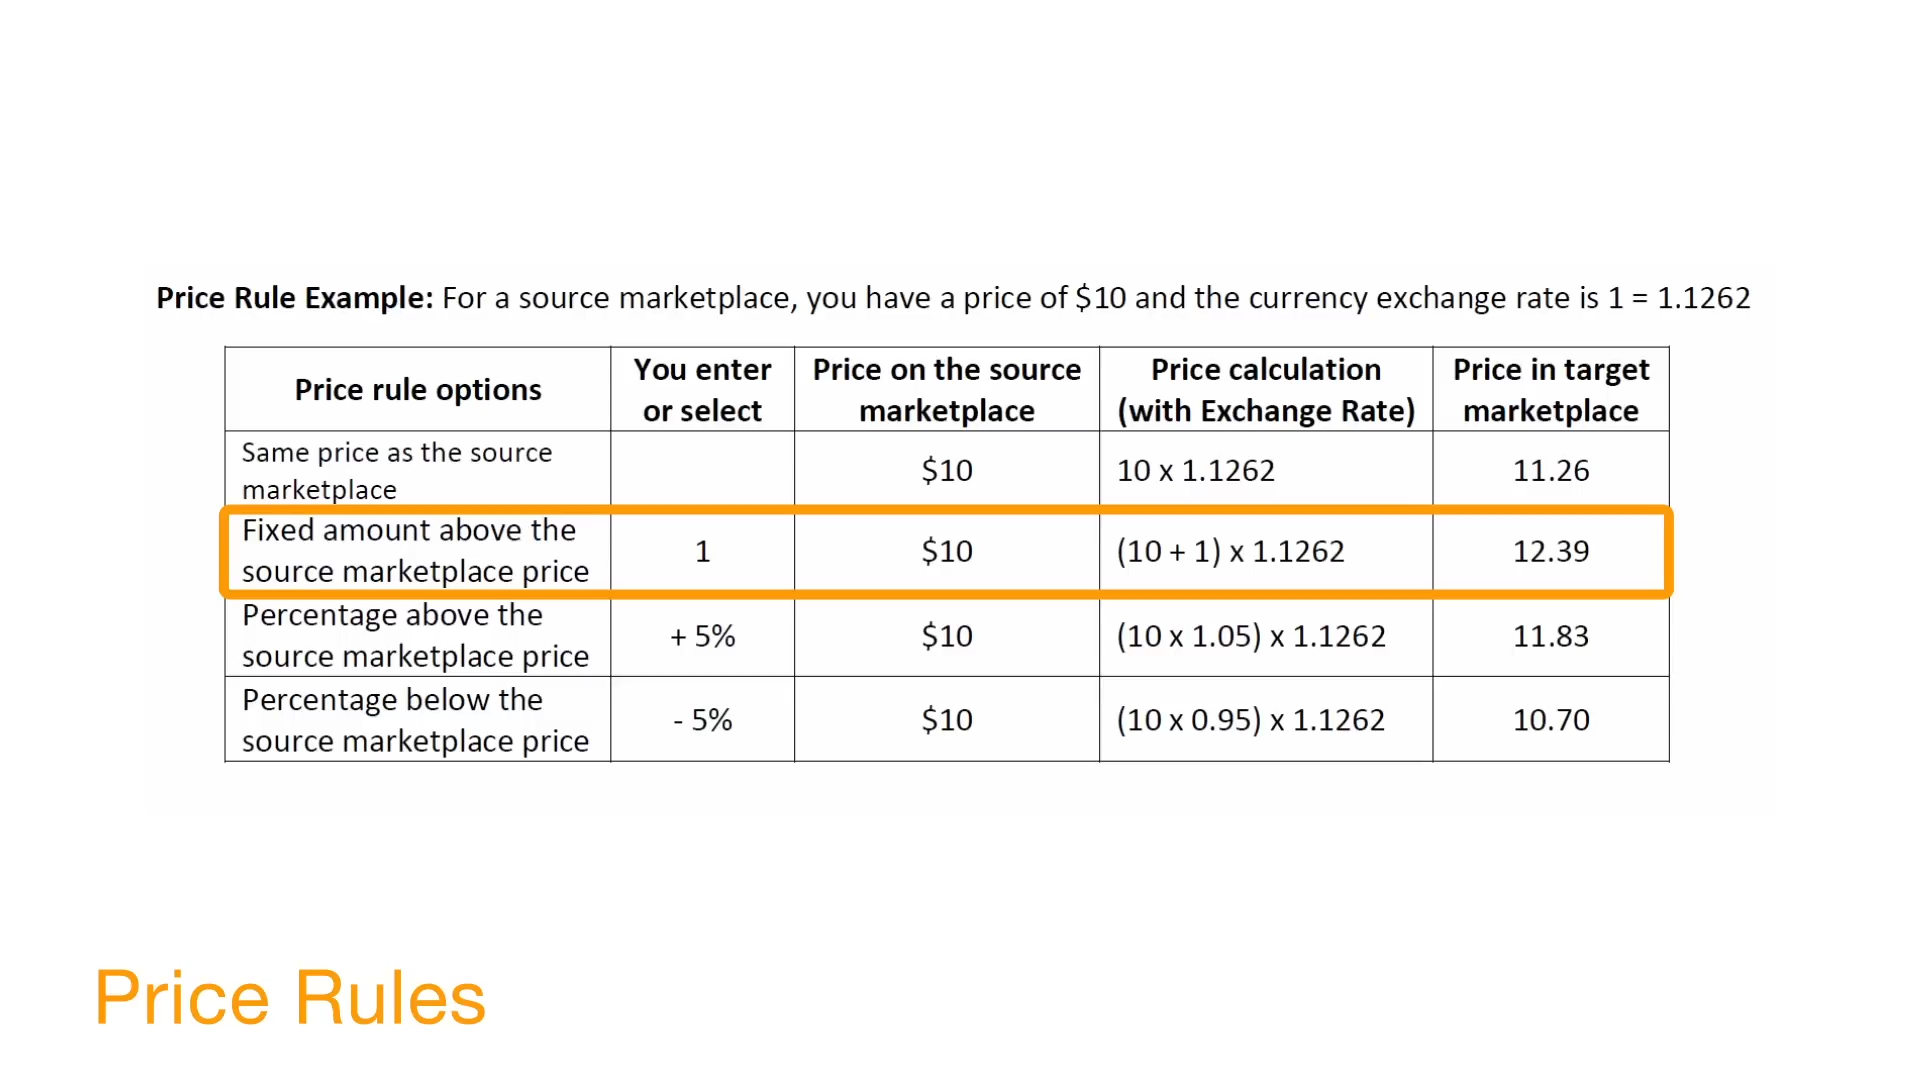 Price Rule Example: For a source marketplace, you have a price of $10 and the currency exchange rate is 1 = 1.1262
Price rule options
You enter
or select
Price on the source
marketplace
Price calculation
(with Exchange Rate)
Price in target
marketplace
Same price as the source
marketplace
$10
10 x 1.1262
11.26
Fixed amount above the
source marketplace price
1
$10
(10 + 1) x 1.1262
12.39
Percentage above the
source marketplace price
+ 5%
$10
(10 x 1.05) x 1.1262
11.83
Percentage below the
source marketplace price
- 5%
$10
(10 x 0.95) x 1.1262
10.70
Price Rules